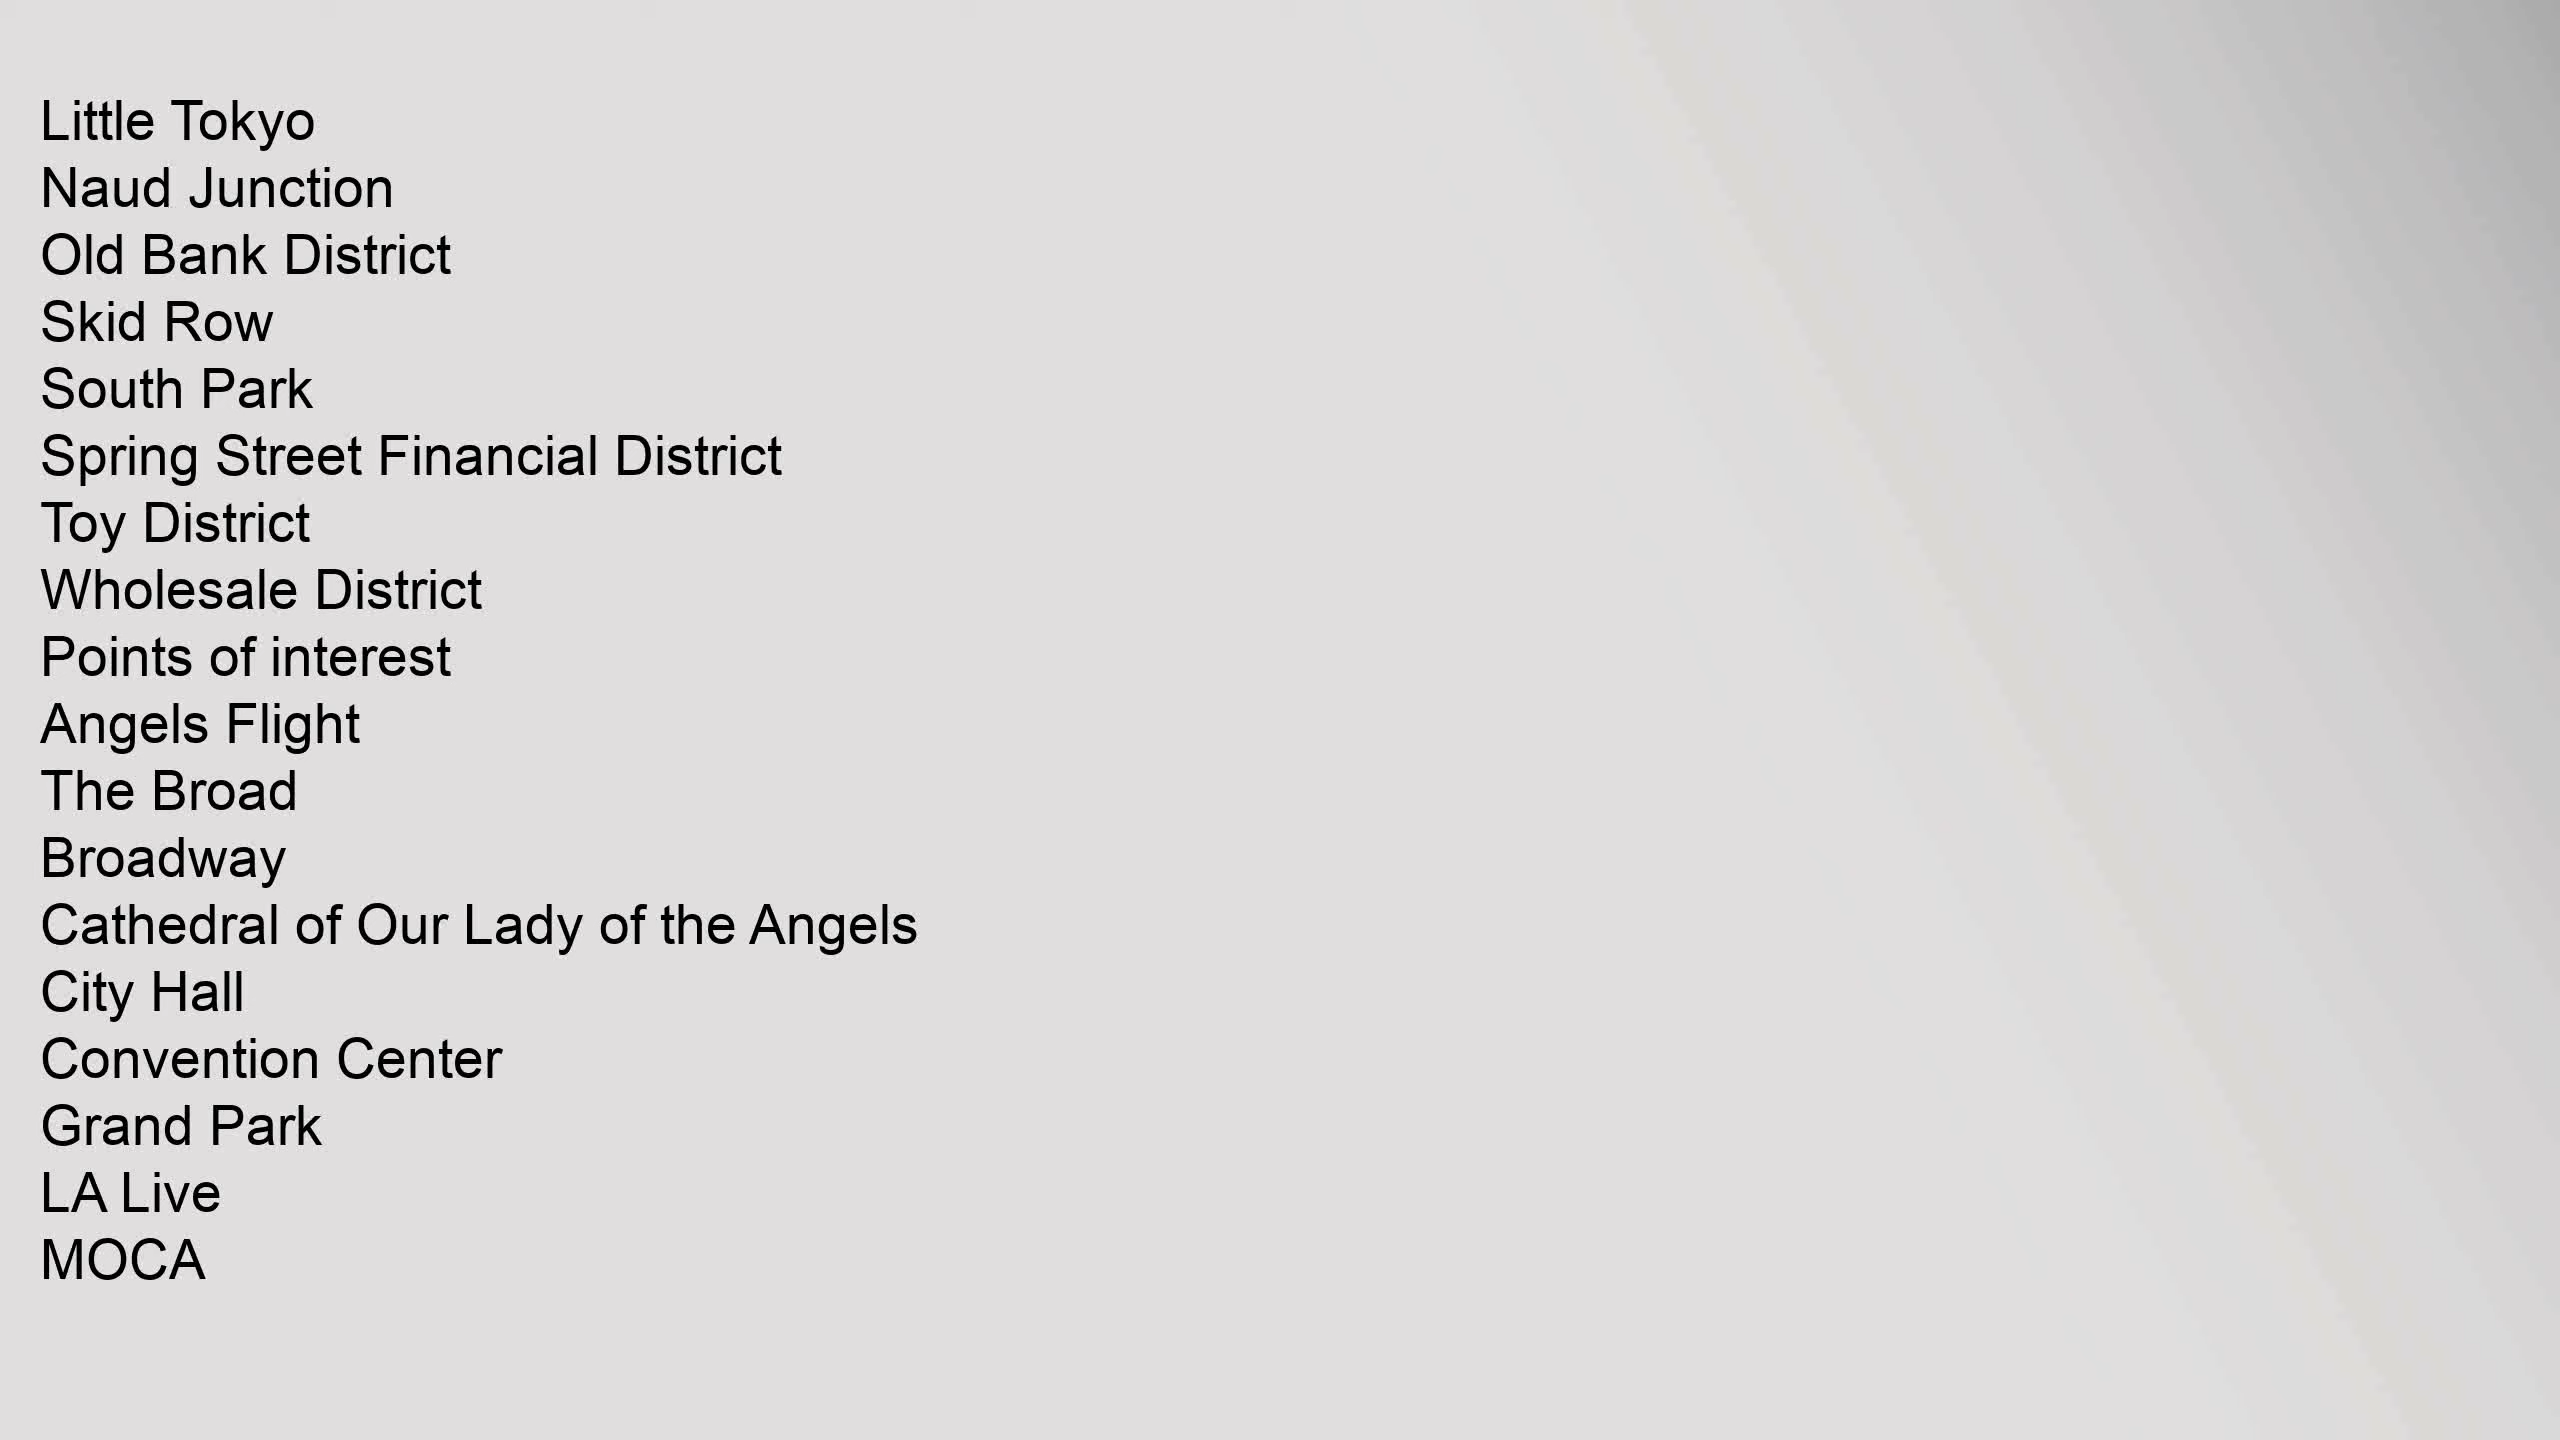 Little Tokyo
Naud Junction
Old Bank District
Skid Row
South Park
Spring Street Financial District
Toy District
Wholesale District
Points of interest
Angels Flight
The Broad
Broadway
Cathedral of Our Lady of the Angels
City Hall
Convention Center
Grand Park
LA Live
MOCA